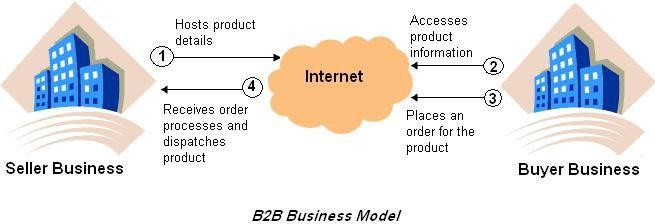 Hosts product
details
1
Internet
4
Receives order
processes and
dispatches
product
Seller Business
Accesses
product
information
2
3
Places an
order for the
product
Buyer Business
B2B Business Model